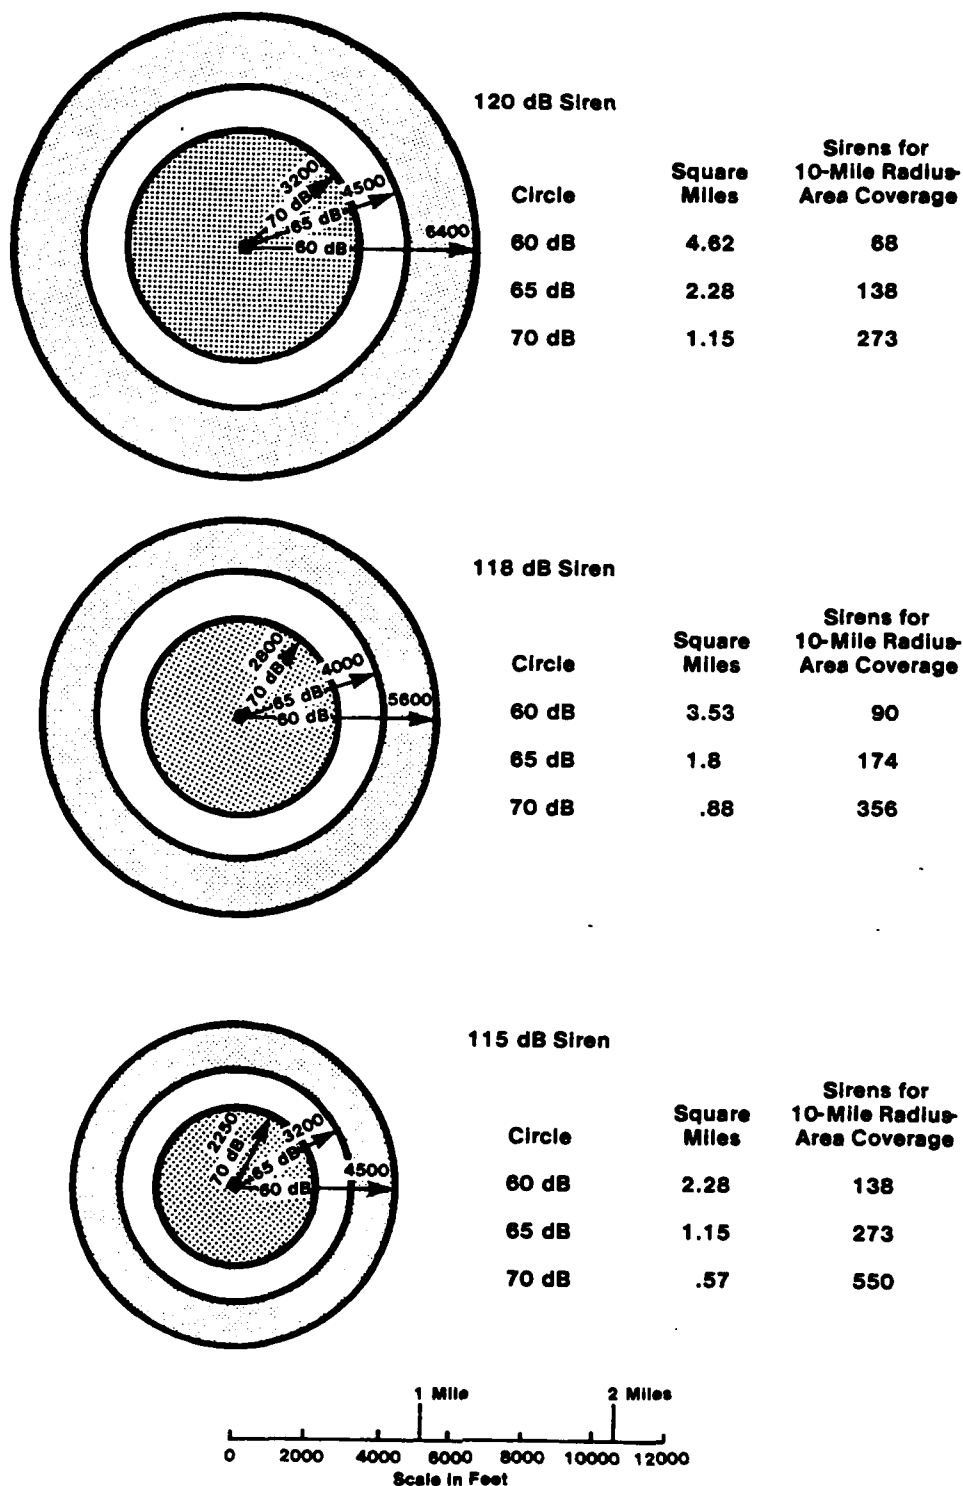 120 dB Siren
Circle Square Miles Sirens for 10-Mile Radius-Area Coverage
60 dB 4.62 68
65 dB 2.28 138
70 dB 1.15 273
70 dB 3200
65 dB 4500
60 dB 6400
118 dB Siren
Circle Square Miles Sirens for 10-Mile Radius-Area Coverage
60 dB 3.53 90
65 dB 1.8 174
70 dB .88 356
70 dB 2800
65 dB 4000
60 dB 5600
115 dB Siren
Circle Square Miles Sirens for 10-Mile Radius-Area Coverage
60 dB 2.28 138
65 dB 1.15 273
70 dB .57 550
70 dB 2250
65 dB 3200
60 dB 4500
1 Mile 2 Miles
0 2000 4000 6000 8000 10000 12000
Scale in Feet